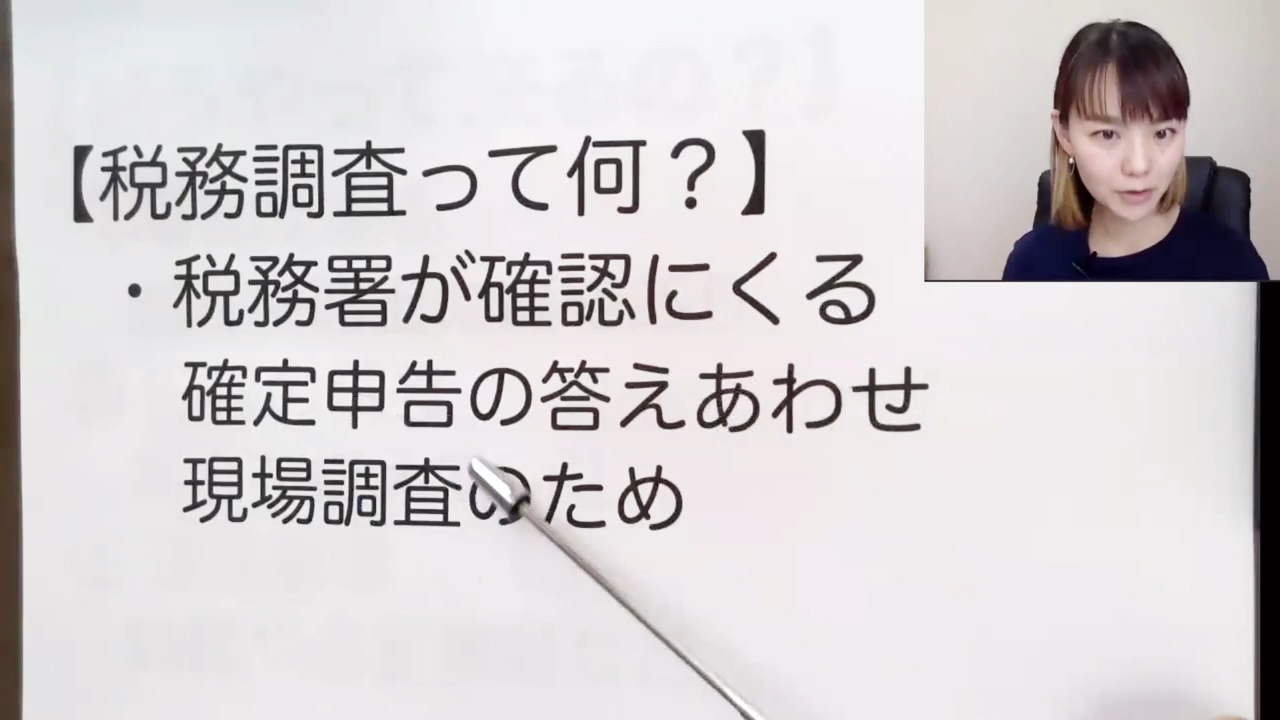 【税務調査って何？】
・税務署が確認にくる
確定申告の答えあわせ
現場調査のため